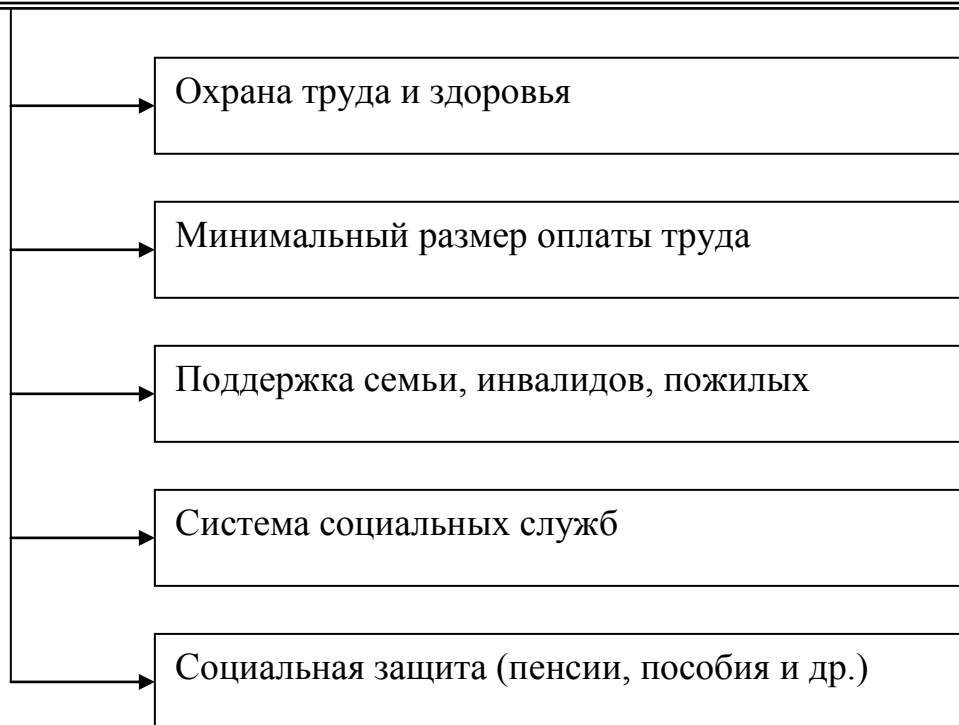 Охрана труда и здоровья
Минимальный размер оплаты труда
Поддержка семьи, инвалидов, пожилых
Система социальных служб
Социальная защита (пенсии, пособия и др.)